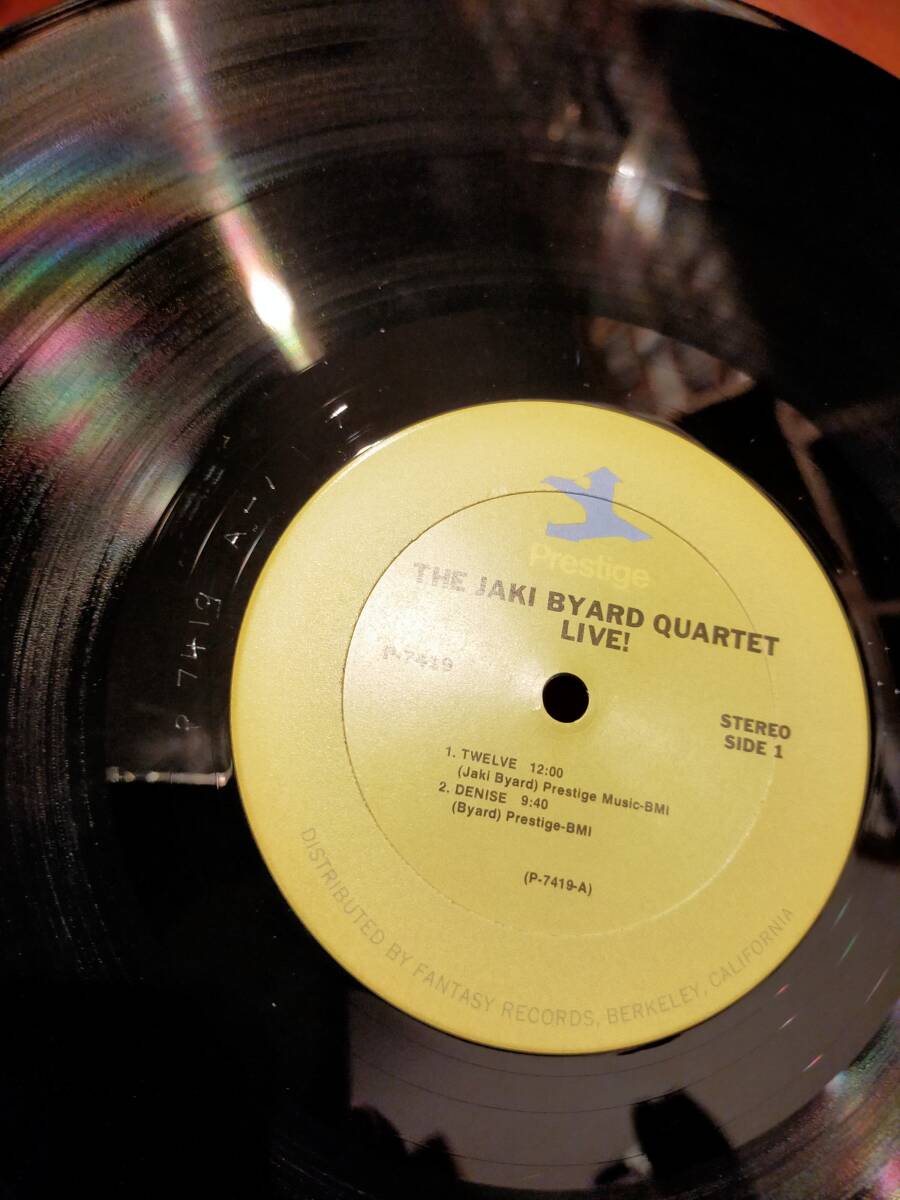 Prestige
THE JAKI BYARD QUARTET
LIVE!
P-7419
STEREO
SIDE 1
1. TWELVE 12:00
(Jaki Byard) Prestige Music-BMI
2. DENISE 9:40
(Byard) Prestige-BMI
(P-7419-A)
DISTRIBUTED BY FANTASY RECORDS, BERKELEY, CALIFORNIA
P 7419 A-1